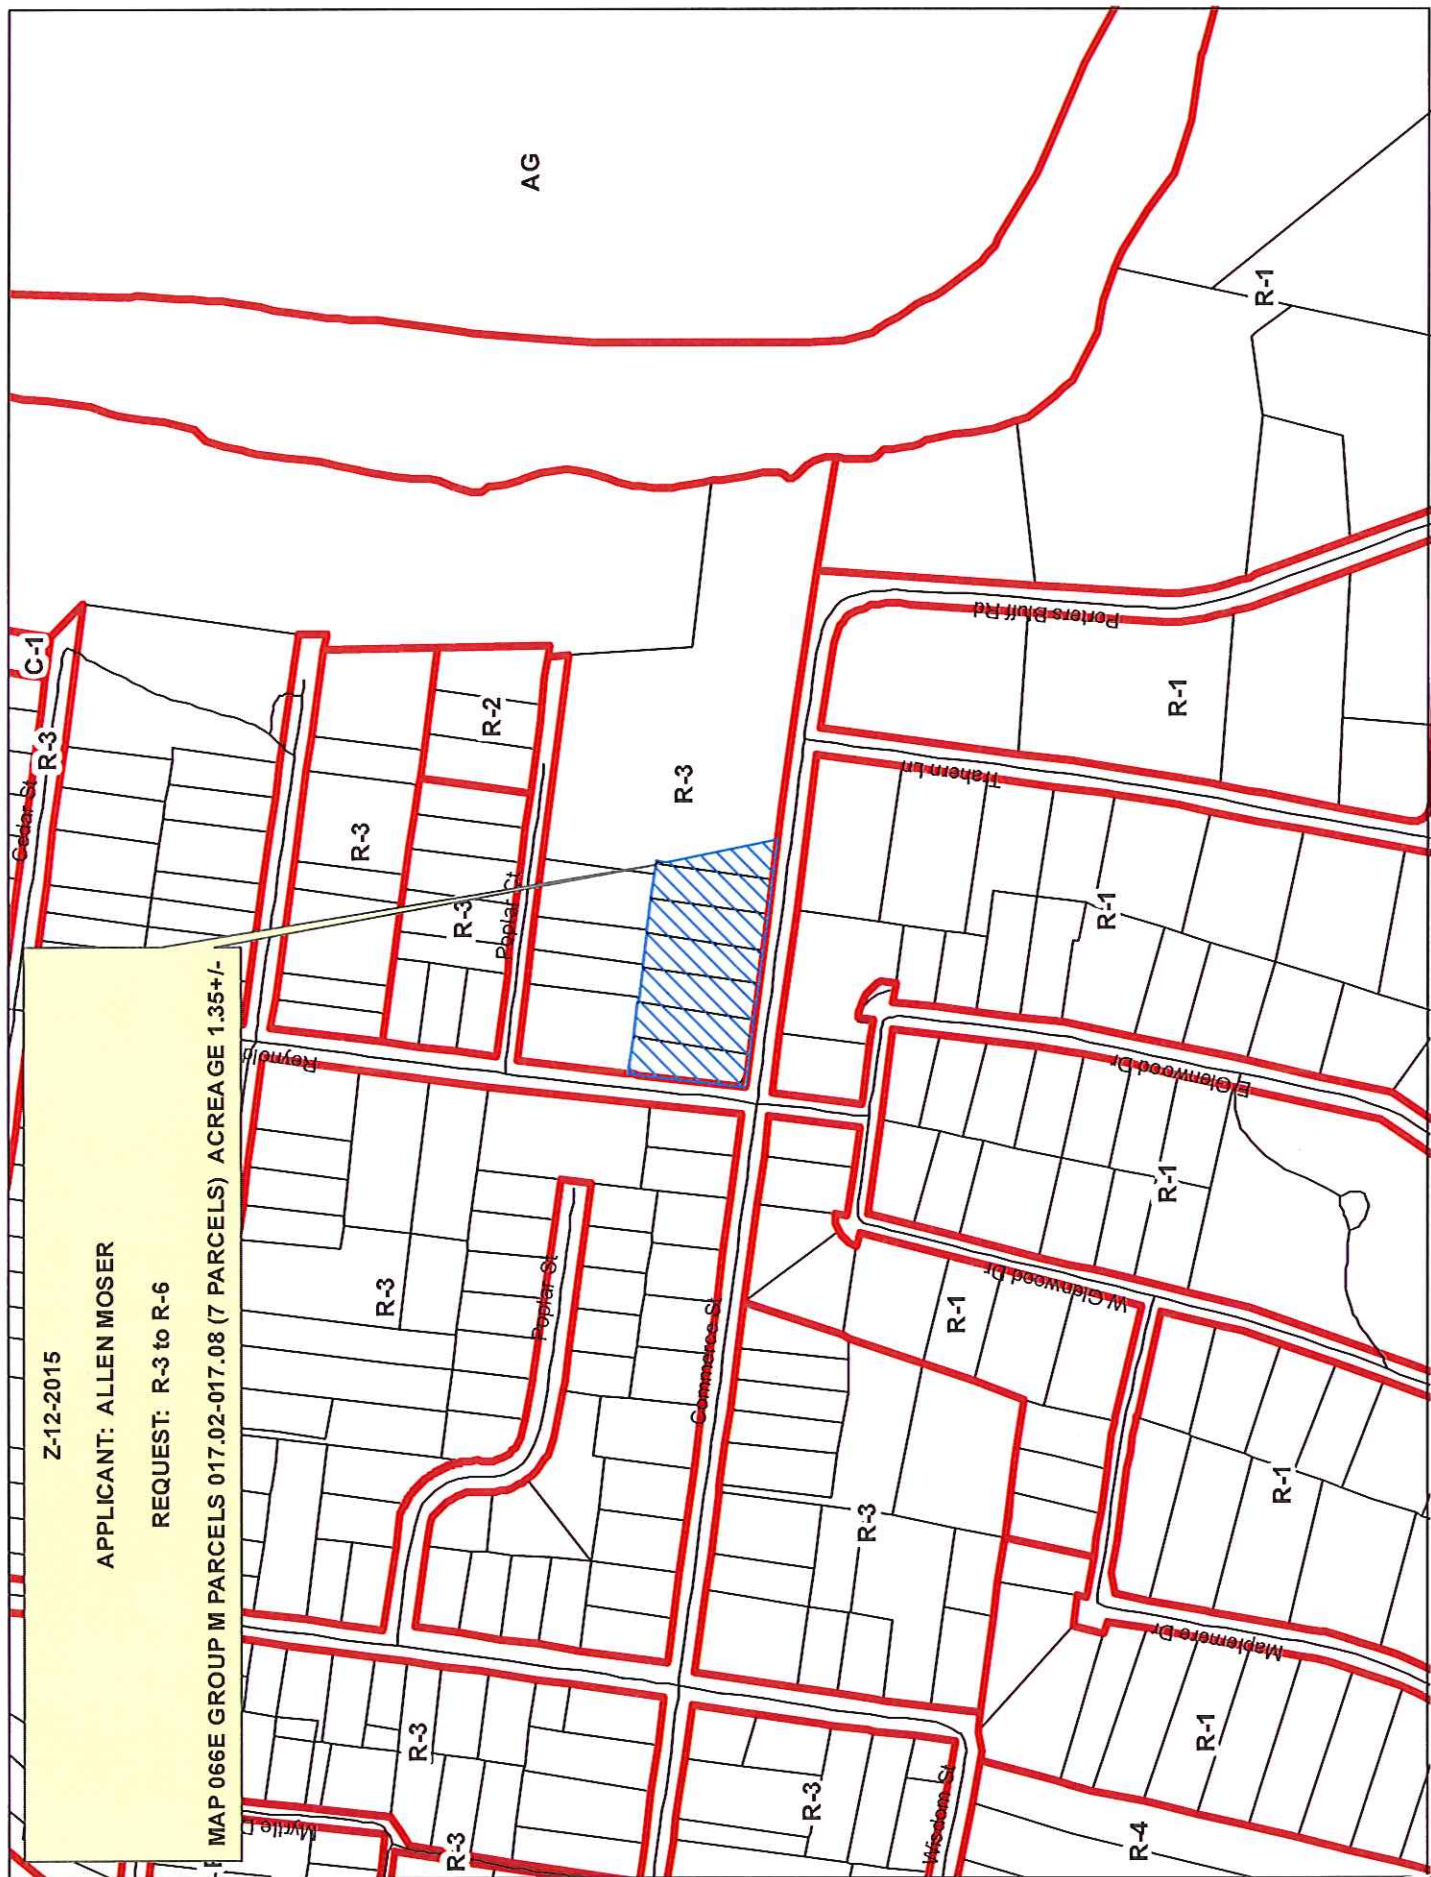 Z-12-2015
APPLICANT: ALLEN MOSER
REQUEST: R-3 to R-6
MAP 066E GROUP M PARCELS 017.02-017.08 (7 PARCELS) ACREAGE 1.35+/-
Cedar St
R-3
C-1
AG
Reynold
R-3
R-3
Poplar St
R-2
R-3
Myrtle D
R-3
R-3
R-3
Poplar St
Commerce St
Porters Bluff Rd
Trahern Ln
R-1
R-1
R-1
E Glenwood Dr
R-1
W Glenwood Dr
R-1
R-3
R-1
Maplemere Dr
R-1
R-3
Wisdom St
R-4